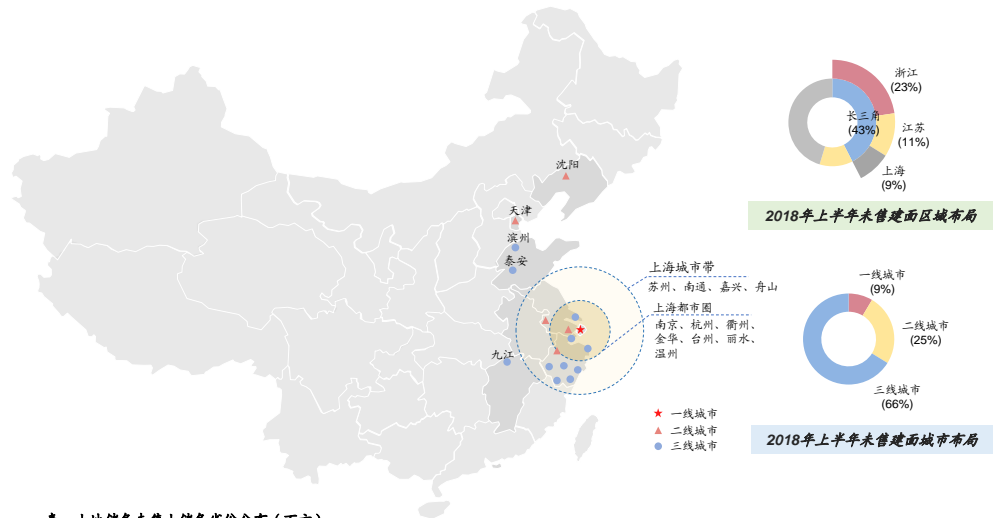 沈阳
天津
滨州
泰安
九江
上海城市带
苏州、南通、嘉兴、舟山
上海都市圈
南京、杭州、衢州、
金华、台州、丽水、
温州
一线城市
二线城市
三线城市
浙江
(23%)
长三角
(43%)
江苏
(11%)
上海
(9%)
2018年上半年未售建面区域布局
一线城市
(9%)
二线城市
(25%)
三线城市
(66%)
2018年上半年未售建面城市布局